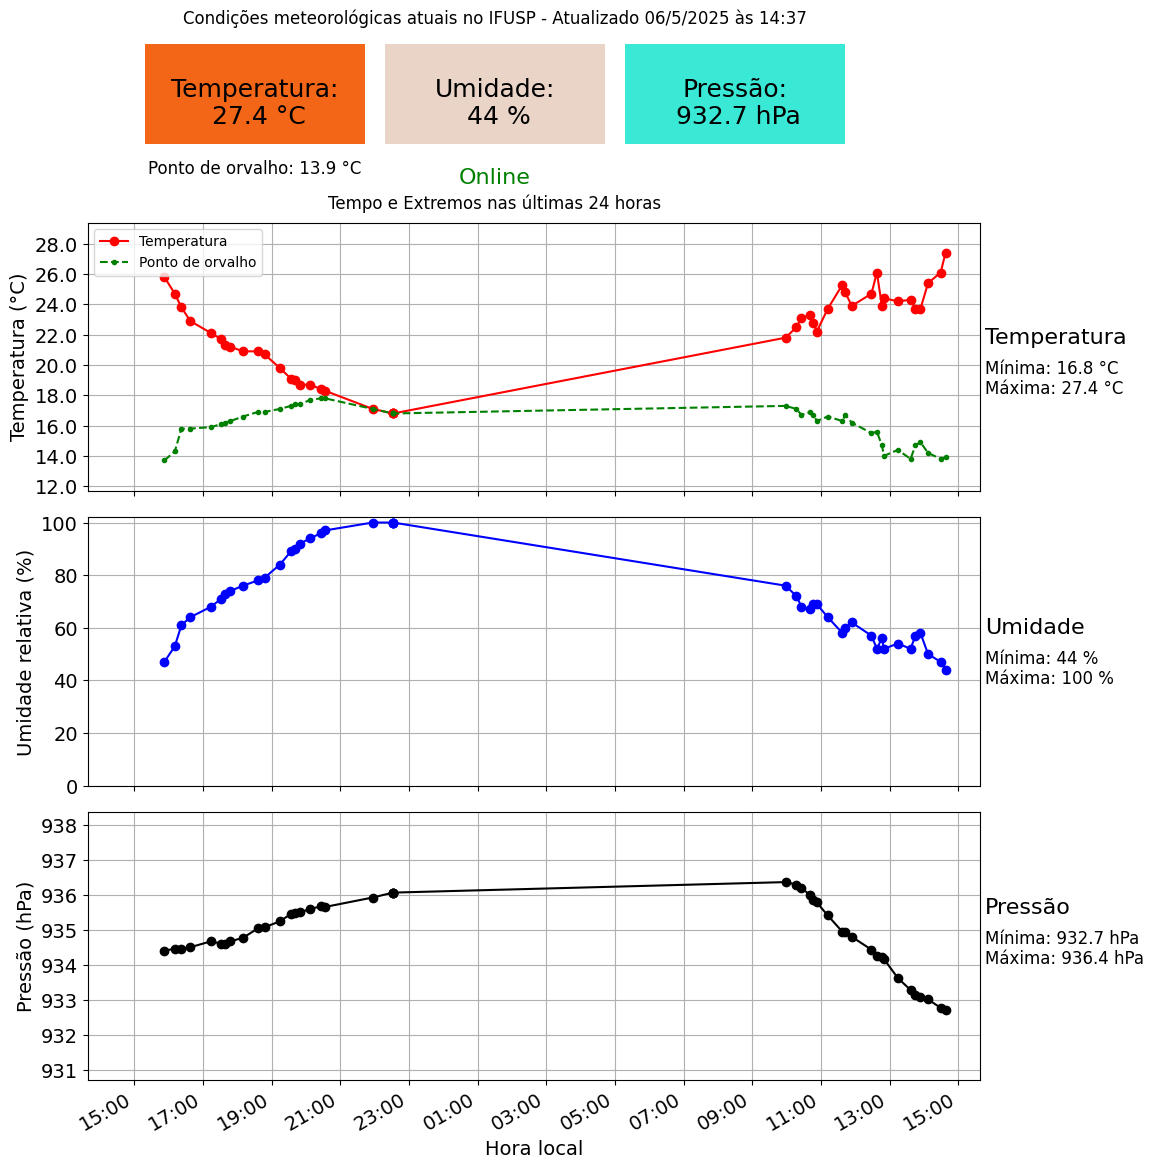 Condições meteorológicas atuais no IFUSP - Atualizado 06/5/2025 às 14:37
Temperatura:
27.4 °C
Umidade:
44 %
Pressão:
932.7 hPa
Ponto de orvalho: 13.9 °C
Online
Tempo e Extremos nas últimas 24 horas
Temperatura
Ponto de orvalho
Temperatura (°C)
28.0
26.0
24.0
22.0
20.0
18.0
16.0
14.0
12.0
Temperatura
Mínima: 16.8 °C
Máxima: 27.4 °C
Umidade relativa (%)
100
80
60
40
20
0
Umidade
Mínima: 44 %
Máxima: 100 %
Pressão (hPa)
938
937
936
935
934
933
932
931
Pressão
Mínima: 932.7 hPa
Máxima: 936.4 hPa
15:00 17:00 19:00 21:00 23:00 01:00 03:00 05:00 07:00 09:00 11:00 13:00 15:00
Hora local